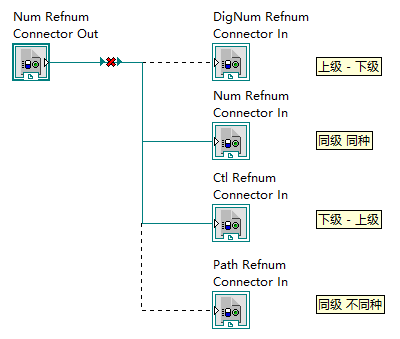 Num Refnum
Connector Out
DigNum Refnum
Connector In
上级 - 下级
Num Refnum
Connector In
同级 同种
Ctl Refnum
Connector In
下级 - 上级
Path Refnum
Connector In
同级 不同种